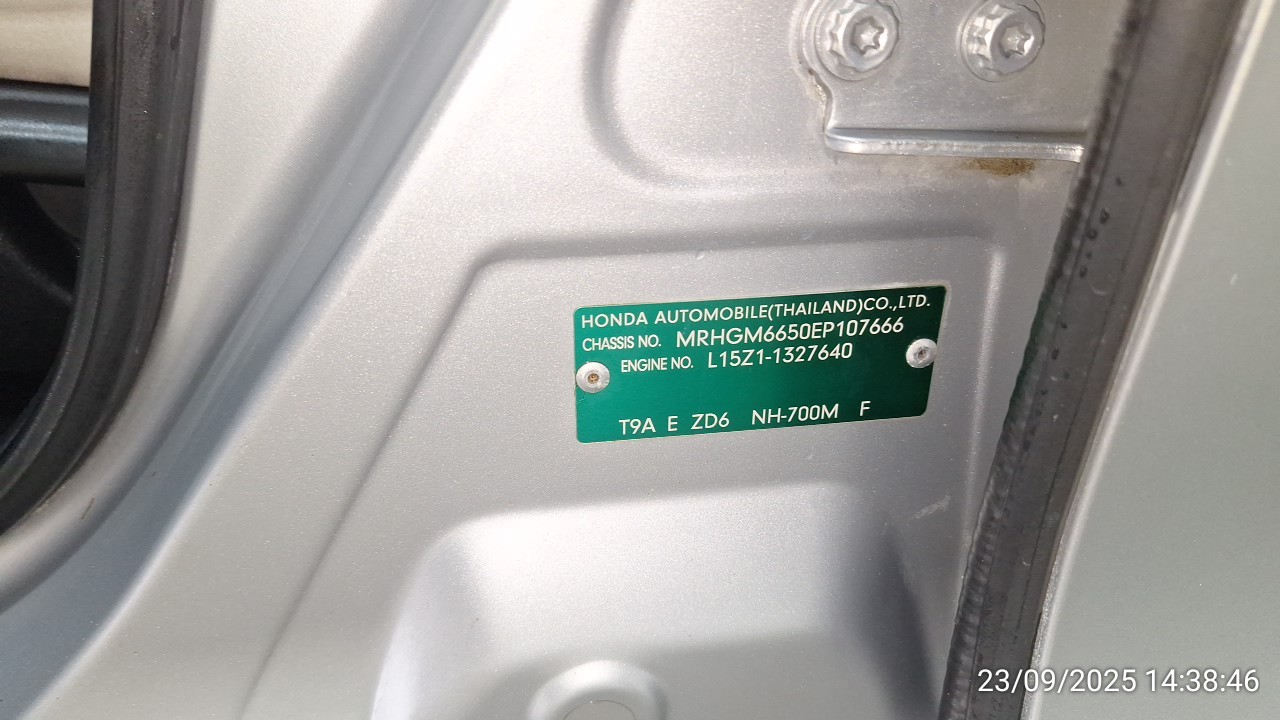 HONDA AUTOMOBILE(THAILAND)CO.,LTD.
CHASSIS NO. MRHGM6650EP107666
ENGINE NO. L15Z1-1327640
T9A E ZD6 NH-700M F
23/09/2025 14:38:46